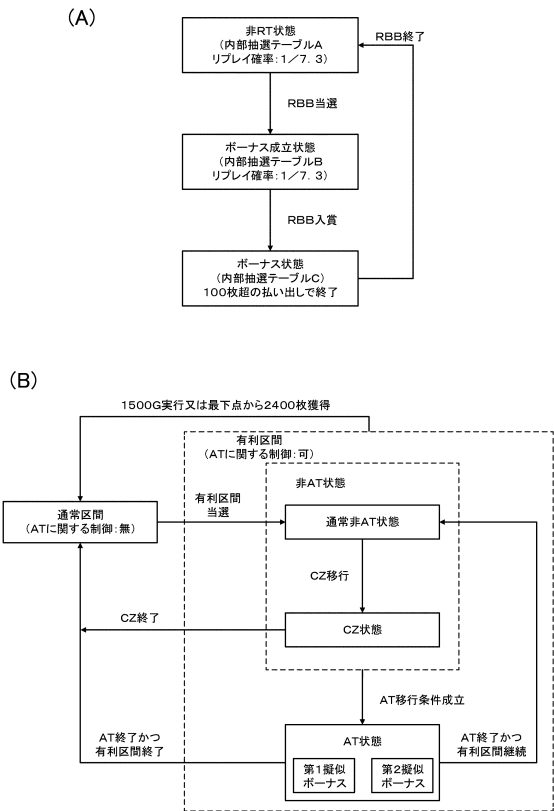 (A)
非RT状態
(内部抽選テーブルA
リプレイ確率:1/7.3)
RBB終了
RBB当選
ボーナス成立状態
(内部抽選テーブルB
リプレイ確率:1/7.3)
RBB入賞
ボーナス状態
(内部抽選テーブルC)
100枚超の払い出しで終了
(B)
1500G実行又は最下点から2400枚獲得
有利区間
(ATに関する制御:可)
非AT状態
通常区間
(ATに関する制御:無)
有利区間
当選
通常非AT状態
CZ移行
CZ終了
CZ状態
AT移行条件成立
AT終了かつ
有利区間終了
AT状態
第1擬似
ボーナス
第2擬似
ボーナス
AT終了かつ
有利区間継続